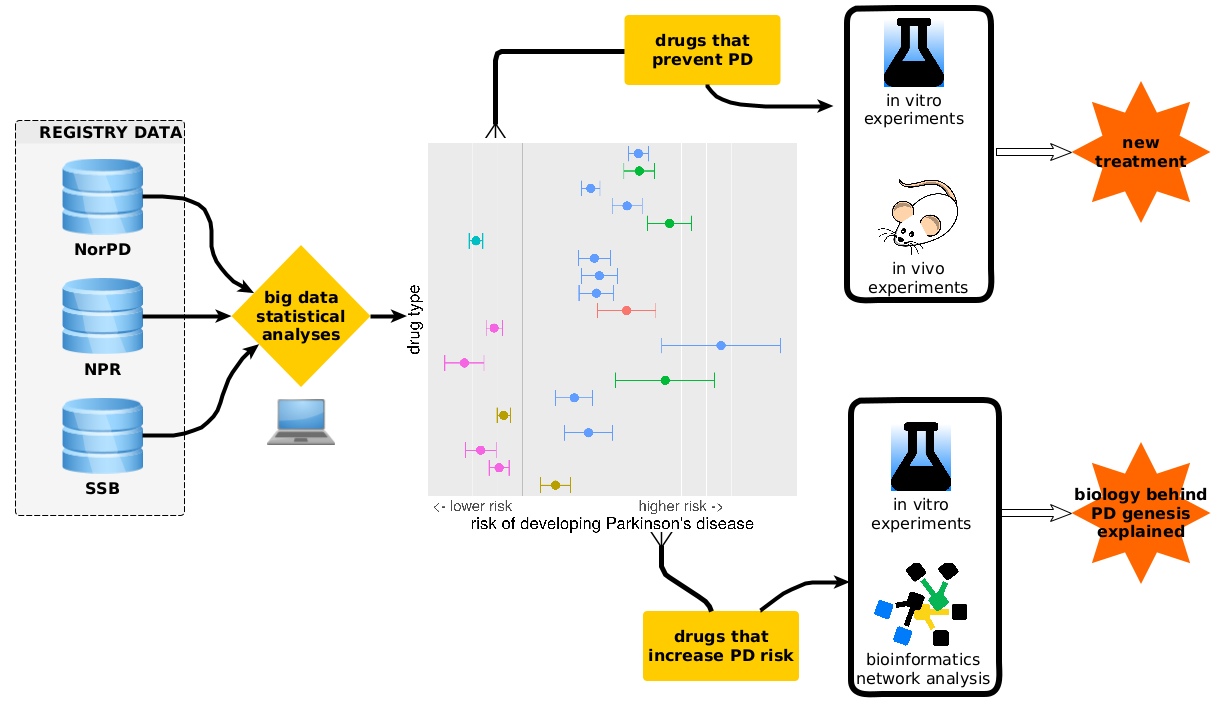 REGISTRY DATA
NorPD
NPR
SSB
big data
statistical
analyses
drug type
<- lower risk
higher risk ->
risk of developing Parkinson's disease
drugs that
prevent PD
in vitro
experiments
in vivo
experiments
new
treatment
drugs that
increase PD risk
in vitro
experiments
bioinformatics
network analysis
biology behind
PD genesis
explained